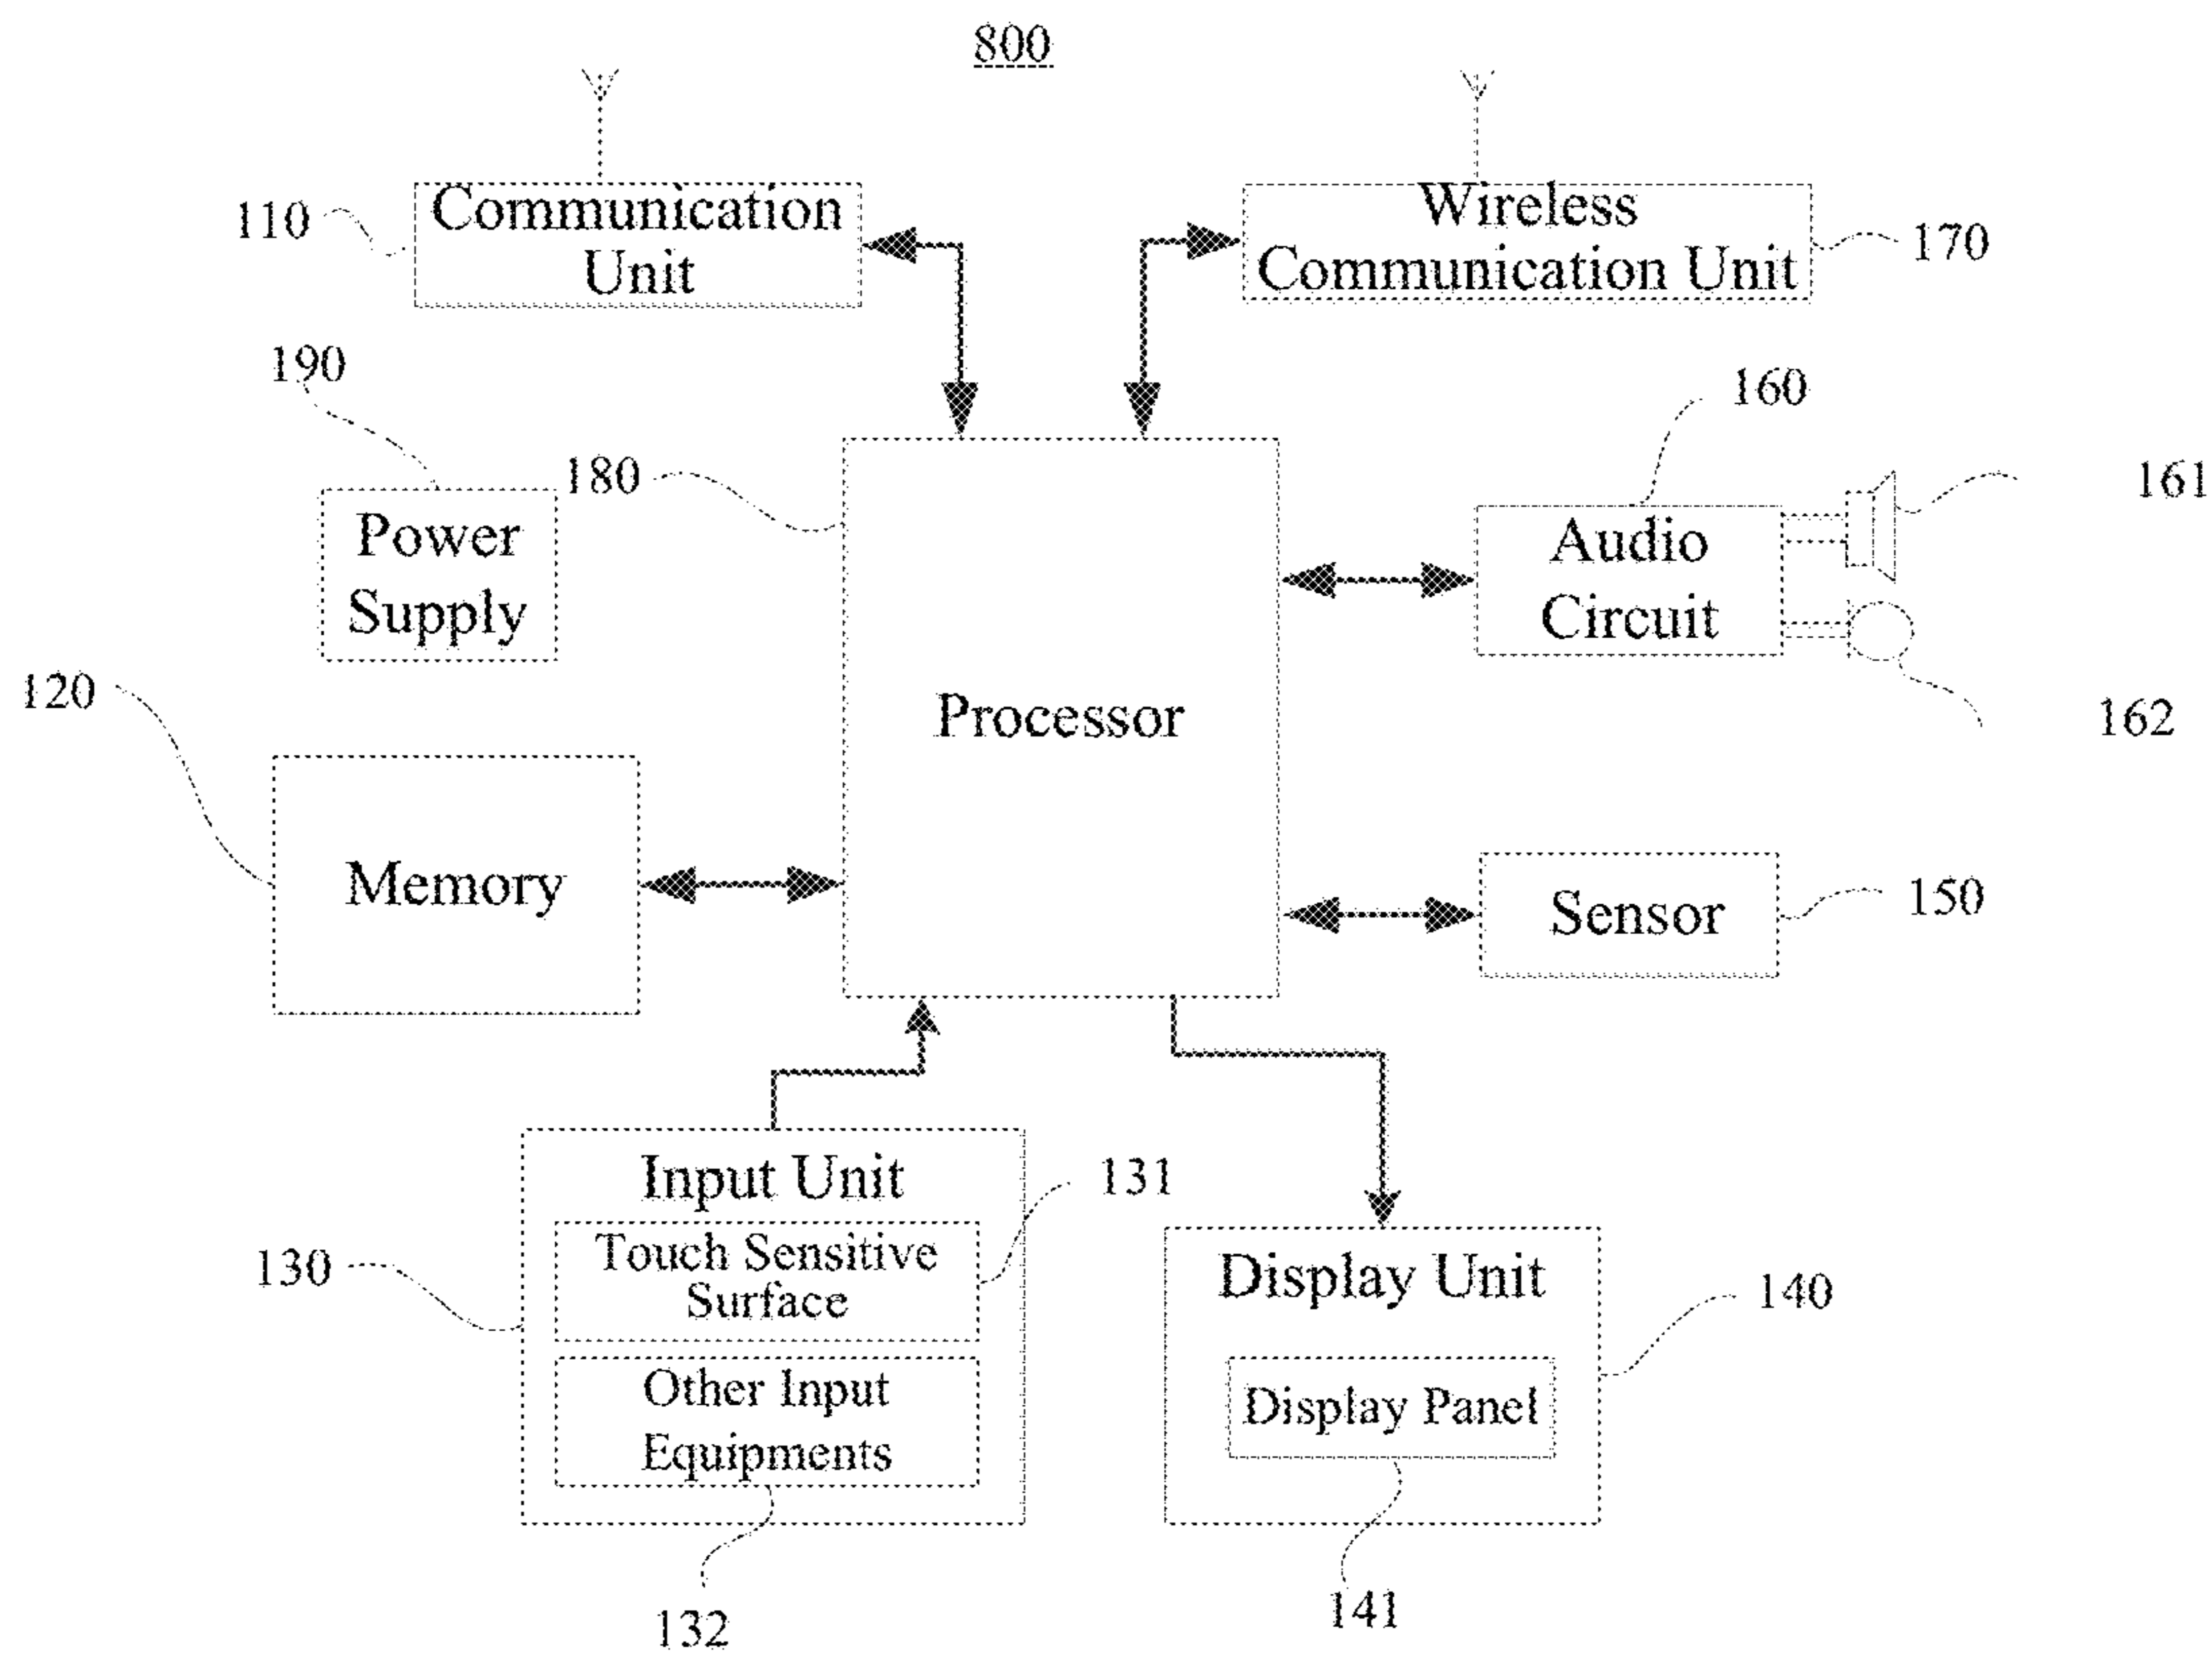 800
110
Communication
Unit
Wireless
Communication Unit
170
190
160
180
161
Power
Supply
Audio
Circuit
120
Processor
162
Memory
Sensor
150
Input Unit
131
Touch Sensitive
Surface
130
Display Unit
140
Other Input
Equipments
Display Panel
132
141